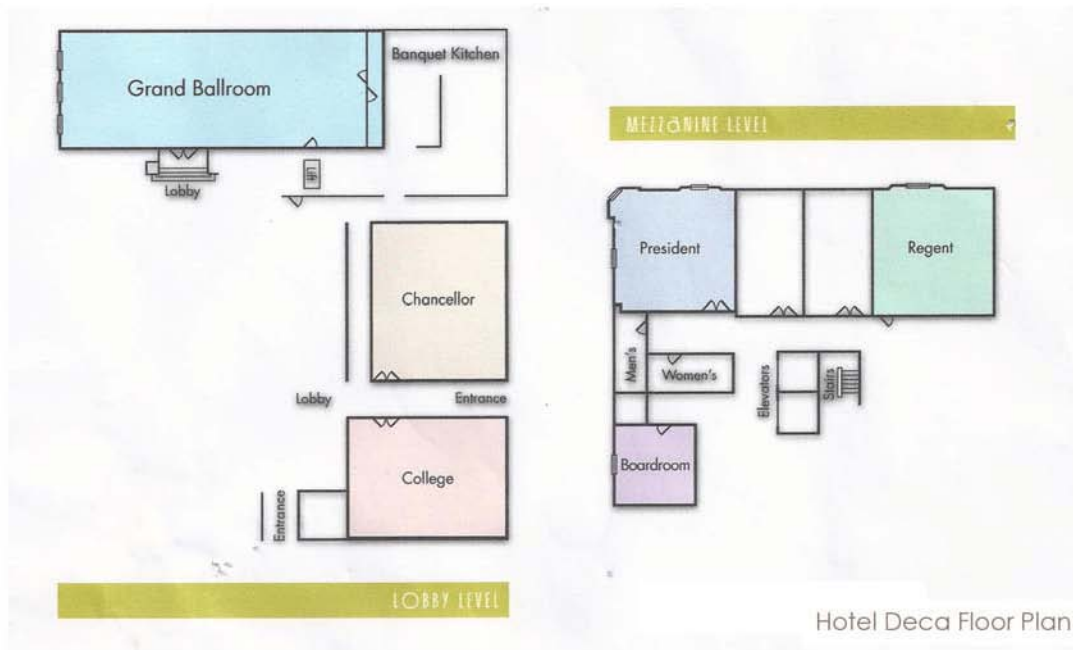 Grand Ballroom
Banquet Kitchen
Lift
Lobby
Chancellor
Lobby
Entrance
College
Entrance
LOBBY LEVEL
MEZZANINE LEVEL
President
Regent
Men's
Women's
Elevators
Stairs
Boardroom
Hotel Deca Floor Plan